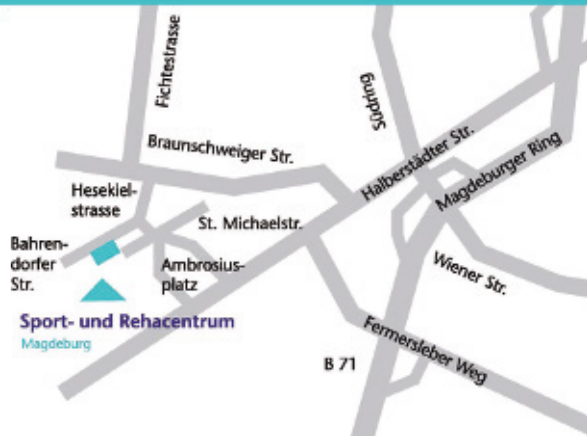 Fichtestrasse
Südring
Braunschweiger Str.
Halberstädter Str.
Magdeburger Ring
Hesekiel-
strasse
St. Michaelstr.
Bahren-
dorfer
Str.
Ambrosius-
platz
Wiener Str.
Sport- und Rehacentrum
Magdeburg
Fermersleber Weg
B 71